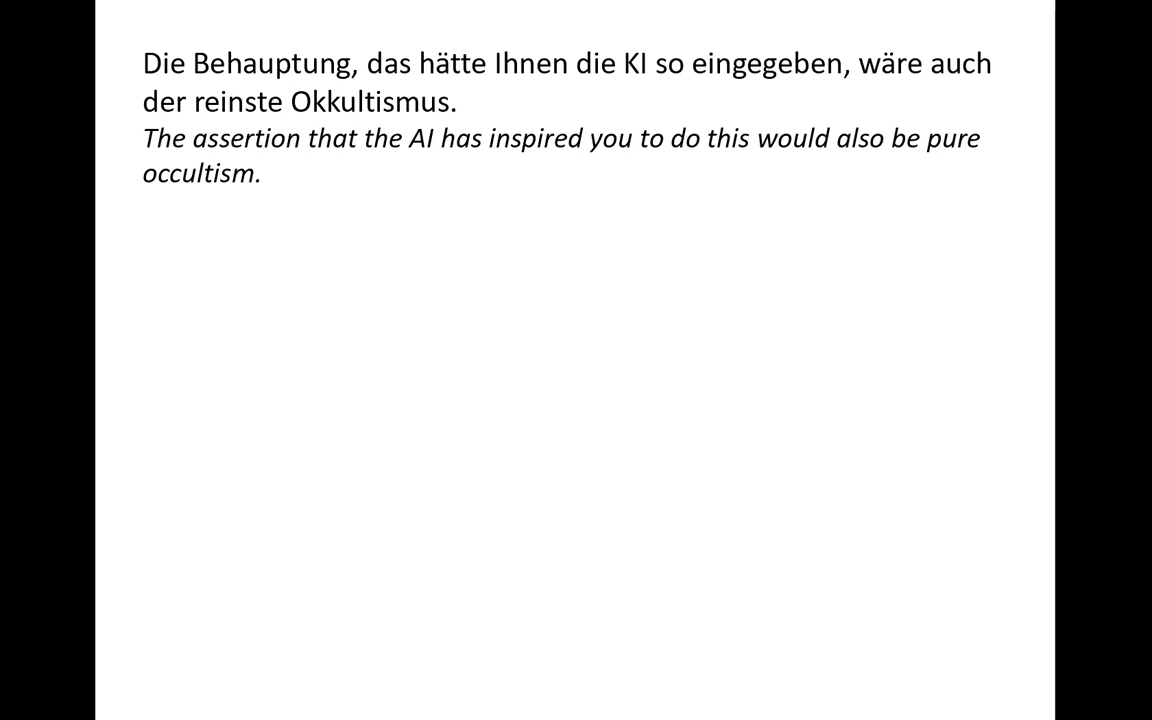 Die Behauptung, das hätte Ihnen die KI so eingegeben, wäre auch
der reinste Okkultismus.
The assertion that the AI has inspired you to do this would also be pure
occultism.